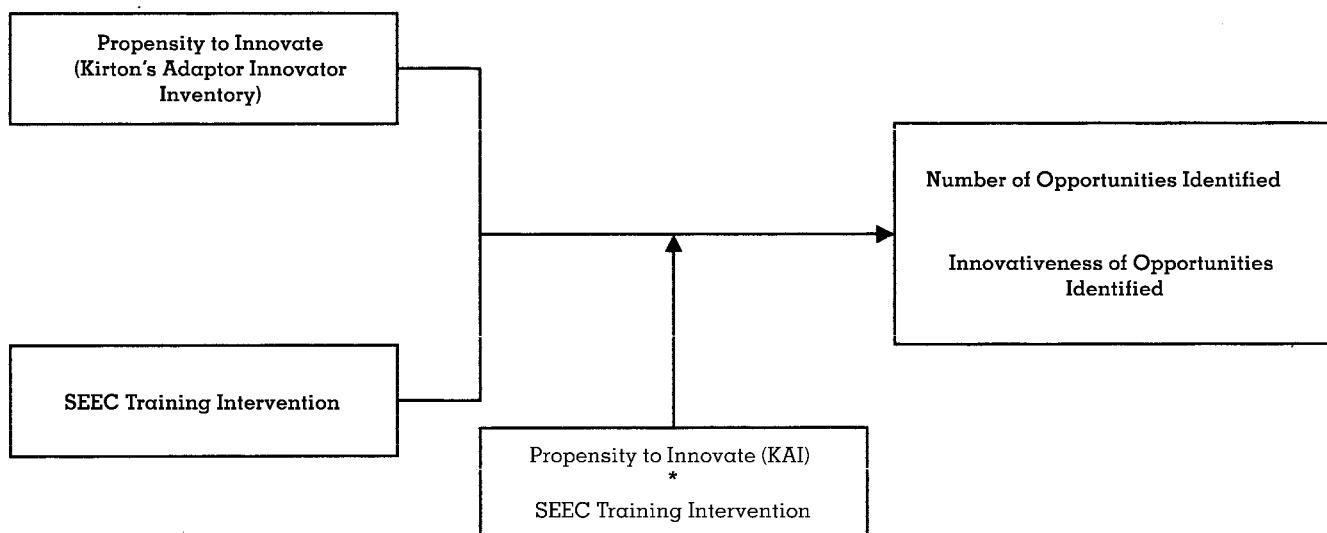 Propensity to Innovate
(Kirton's Adaptor Innovator
Inventory)
Number of Opportunities Identified
Innovativeness of Opportunities
Identified
SEEC Training Intervention
Propensity to Innovate (KAI)
*
SEEC Training Intervention